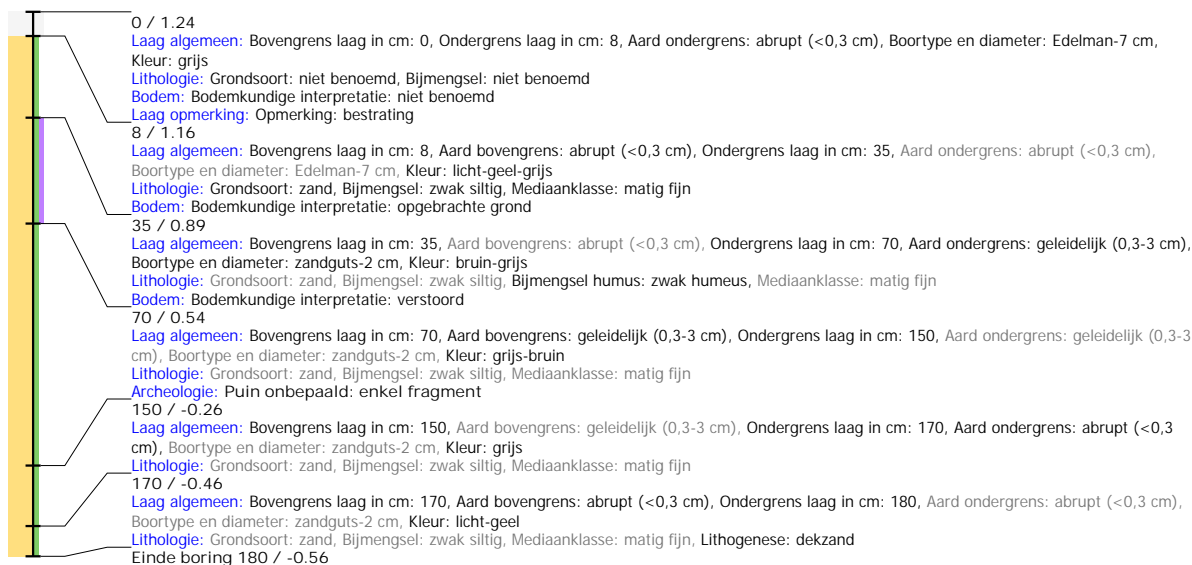 0 / 1.24
Laag algemeen: Bovengrens laag in cm: 0, Ondergrens laag in cm: 8, Aard ondergrens: abrupt (<0,3 cm), Boortype en diameter: Edelman-7 cm,
Kleur: grijs
Lithologie: Grondsoort: niet benoemd, Bijmengsel: niet benoemd
Bodem: Bodemkundige interpretatie: niet benoemd
Laag opmerking: Opmerking: bestrating
8 / 1.16
Laag algemeen: Bovengrens laag in cm: 8, Aard bovengrens: abrupt (<0,3 cm), Ondergrens laag in cm: 35, Aard ondergrens: abrupt (<0,3 cm),
Boortype en diameter: Edelman-7 cm, Kleur: licht-geel-grijs
Lithologie: Grondsoort: zand, Bijmengsel: zwak siltig, Mediaanklasse: matig fijn
Bodem: Bodemkundige interpretatie: opgebrachte grond
35 / 0.89
Laag algemeen: Bovengrens laag in cm: 35, Aard bovengrens: abrupt (<0,3 cm), Ondergrens laag in cm: 70, Aard ondergrens: geleidelijk (0,3-3 cm),
Boortype en diameter: zandguts-2 cm, Kleur: bruin-grijs
Lithologie: Grondsoort: zand, Bijmengsel: zwak siltig, Bijmengsel humus: zwak humeus, Mediaanklasse: matig fijn
Bodem: Bodemkundige interpretatie: verstoord
70 / 0.54
Laag algemeen: Bovengrens laag in cm: 70, Aard bovengrens: geleidelijk (0,3-3 cm), Ondergrens laag in cm: 150, Aard ondergrens: geleidelijk (0,3-3
cm), Boortype en diameter: zandguts-2 cm, Kleur: grijs-bruin
Lithologie: Grondsoort: zand, Bijmengsel: zwak siltig, Mediaanklasse: matig fijn
Archeologie: Puin onbepaald: enkel fragment
150 / -0.26
Laag algemeen: Bovengrens laag in cm: 150, Aard bovengrens: geleidelijk (0,3-3 cm), Ondergrens laag in cm: 170, Aard ondergrens: abrupt (<0,3
cm), Boortype en diameter: zandguts-2 cm, Kleur: grijs
Lithologie: Grondsoort: zand, Bijmengsel: zwak siltig, Mediaanklasse: matig fijn
170 / -0.46
Laag algemeen: Bovengrens laag in cm: 170, Aard bovengrens: abrupt (<0,3 cm), Ondergrens laag in cm: 180, Aard ondergrens: abrupt (<0,3 cm),
Boortype en diameter: zandguts-2 cm, Kleur: licht-geel
Lithologie: Grondsoort: zand, Bijmengsel: zwak siltig, Mediaanklasse: matig fijn, Lithogenese: dekzand
Einde boring 180 / -0.56